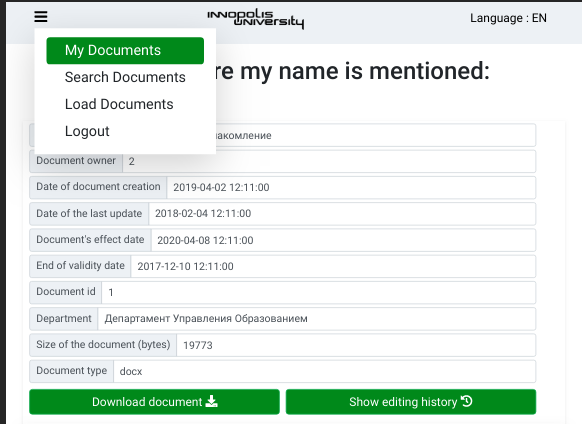 INNOPOLIS
UNIVERSITY
Language : EN
My Documents
Search Documents
Load Documents
Logout
re my name is mentioned:
накомление
Document owner 2
Date of document creation 2019-04-02 12:11:00
Date of the last update 2018-02-04 12:11:00
Document's effect date 2020-04-08 12:11:00
End of validity date 2017-12-10 12:11:00
Document id 1
Department Департамент Управления Образованием
Size of the document (bytes) 19773
Document type docx
Download document Show editing history